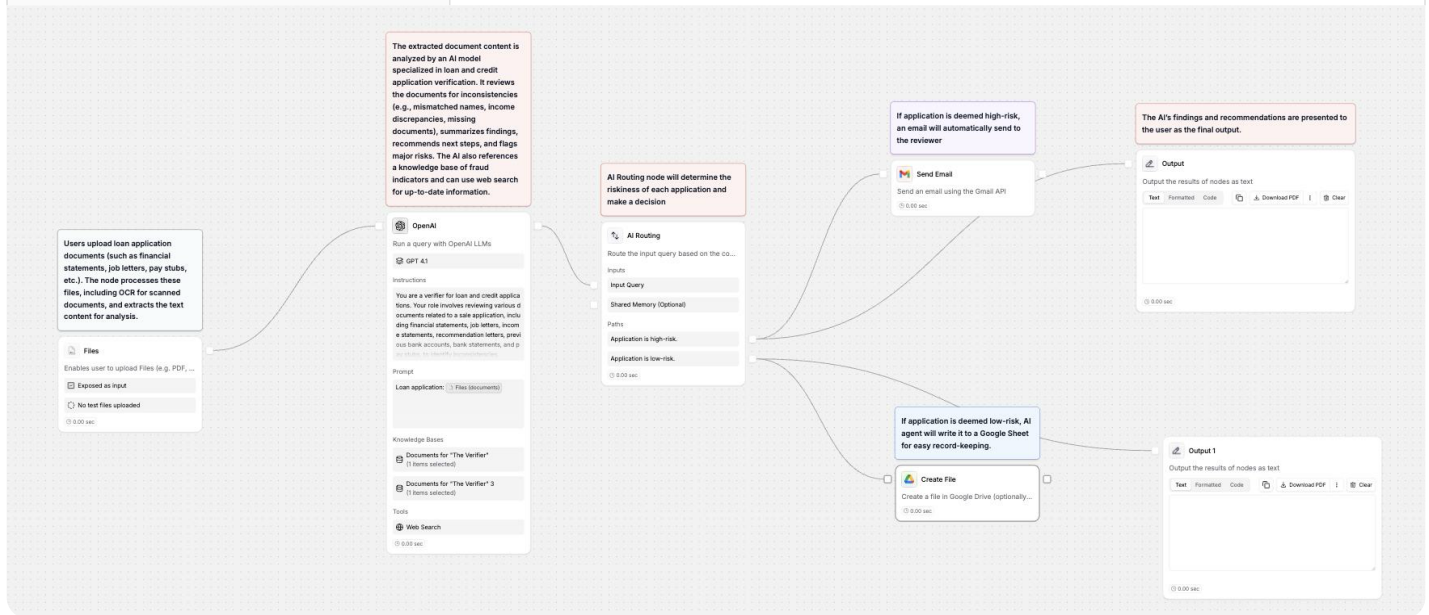 Users upload loan application
documents (such as financial
statements, job letters, pay stubs,
etc.). The node processes these
files, including OCR for scanned
documents, and extracts the text
content for analysis.
Files
Enables user to upload Files (e.g. PDF, ...
Exposed as input
No test files uploaded
0.00 sec
The extracted document content is
analyzed by an AI model
specialized in loan and credit
application verification. It reviews
the documents for inconsistencies
(e.g., mismatched names, income
discrepancies, missing
documents), summarizes findings,
recommends next steps, and flags
major risks. The AI also references
a knowledge base of fraud
indicators and can use web search
for up-to-date information.
OpenAI
Run a query with OpenAI LLMs
GPT 4.1
Instructions
You are a verifier for loan and credit applica
tions. Your role involves reviewing various d
ocuments related to a sale application, inclu
ding financial statements, job letters, incom
e statements, recommendation letters, previ
ous bank accounts, bank statements, and p
ay stubs, to identify inconsistencies
Prompt
Loan application: Files (documents)
Knowledge Bases
Documents for "The Verifier"
(1 items selected)
Documents for "The Verifier" 3
(1 items selected)
Tools
Web Search
0.00 sec
AI Routing node will determine the
riskiness of each application and
make a decision
AI Routing
Route the input query based on the co...
Inputs
Input Query
Shared Memory (Optional)
Paths
Application is high-risk.
Application is low-risk.
0.00 sec
If application is deemed high-risk,
an email will automatically send to
the reviewer
Send Email
Send an email using the Gmail API
0.00 sec
If application is deemed low-risk, AI
agent will write it to a Google Sheet
for easy record-keeping.
Create File
Create a file in Google Drive (optionally...
0.00 sec
The AI's findings and recommendations are presented to
the user as the final output.
Output
Output the results of nodes as text
Text Formatted Code Download PDF Clear
0.00 sec
Output 1
Output the results of nodes as text
Text Formatted Code Download PDF Clear
0.00 sec